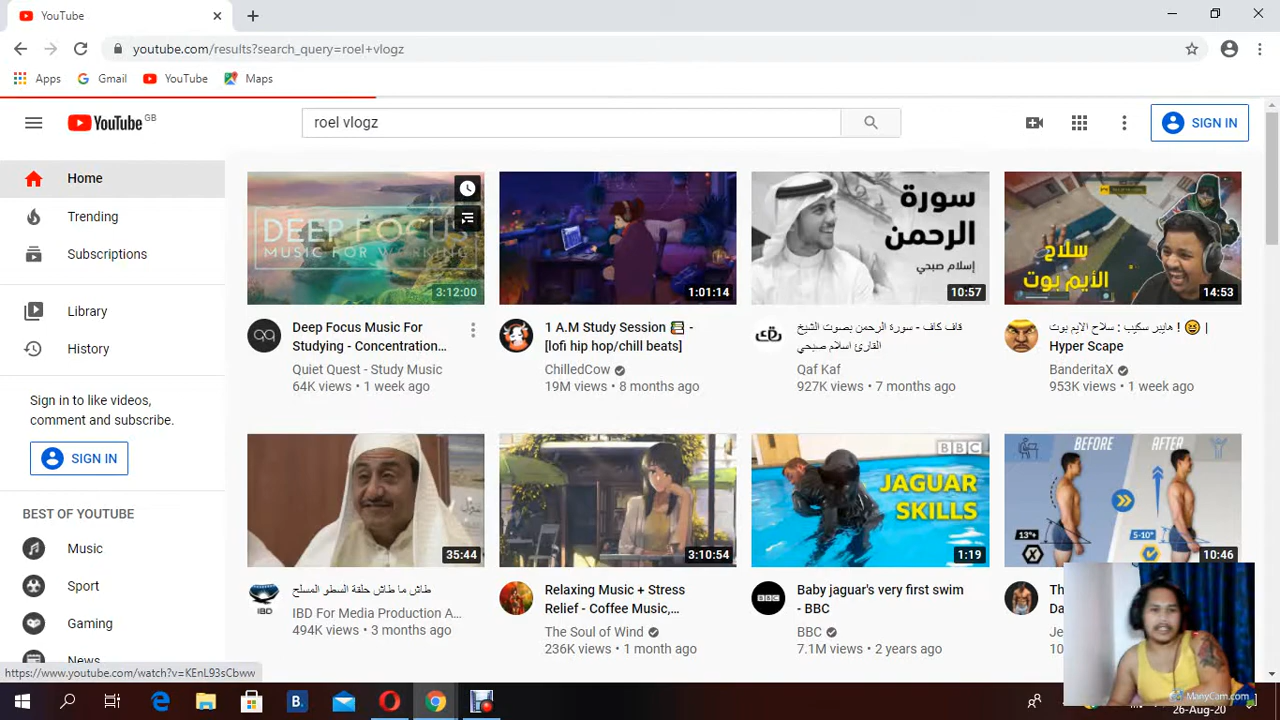 YouTube
youtube.com/results?search_query=roel+vlogz
Apps
Gmail
YouTube
Maps
YouTube GB
roel vlogz
SIGN IN
Home
Trending
Subscriptions
Library
History
Sign in to like videos,
comment and subscribe.
SIGN IN
BEST OF YOUTUBE
Music
Sport
Gaming
News
DEEP FOCUS
MUSIC FOR WORKING
3:12:00
Deep Focus Music For
Studying - Concentration...
Quiet Quest - Study Music
64K views • 1 week ago
1:01:14
1 A.M Study Session 📚 -
[lofi hip hop/chill beats]
ChilledCow
19M views • 8 months ago
سورة
الرحمن
إسلام صبحي
10:57
قاف كاف - سورة الرحمن بصوت الشيخ
القارئ اسلام صبحي
Qaf Kaf
927K views • 7 months ago
سلاح
الأيم بوت
14:53
هايبر سكيب : سلاح الايم بوت ! 🤬 |
Hyper Scape
BanderitaX
953K views • 1 week ago
35:44
طاش ما طاش حلقة السطو المسلح
IBD
IBD For Media Production A...
494K views • 3 months ago
3:10:54
Relaxing Music + Stress
Relief - Coffee Music,...
The Soul of Wind
236K views • 1 month ago
BBC
JAGUAR
SKILLS
1:19
BBC
Baby jaguar's very first swim
- BBC
BBC
7.1M views • 2 years ago
BEFORE
AFTER
13°+
5-10°
10:46
Th
Da
Je
10
https://www.youtube.com/watch?v=KEnL93sCbww
ManyCam.com
26-Aug-20